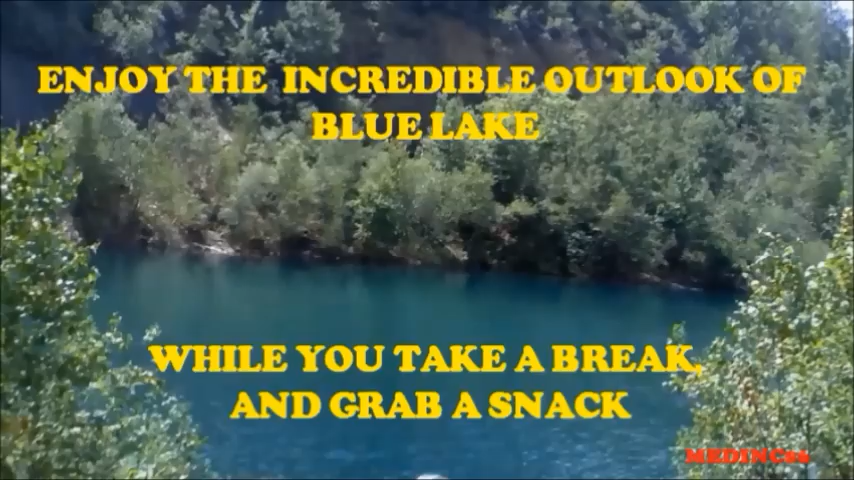 ENJOY THE INCREDIBLE OUTLOOK OF
BLUE LAKE
WHILE YOU TAKE A BREAK,
AND GRAB A SNACK